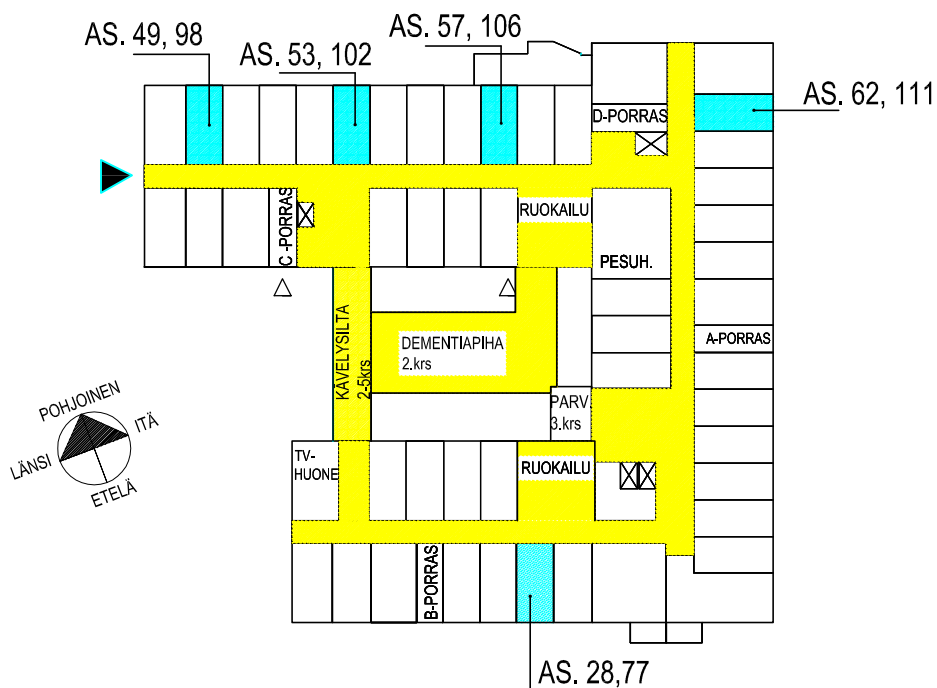 AS. 49, 98
AS. 53, 102
AS. 57, 106
AS. 62, 111
D-PORRAS
C -PORRAS
RUOKAILU
PESUH.
KÄVELYSILTA
2-5krs
DEMENTIAPIHA
2.krs
A-PORRAS
PARV
3.krs
POHJOINEN
ITÄ
LÄNSI
ETELÄ
TV-
HUONE
RUOKAILU
B-PORRAS
AS. 28,77